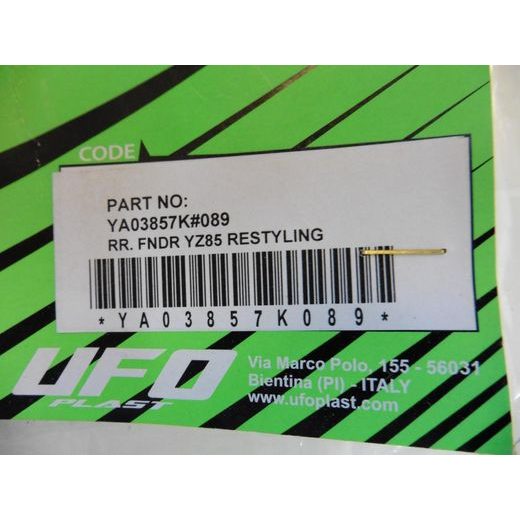 CODE
PART NO:
YA03857K#089
RR. FNDR YZ85 RESTYLING
*YA03857K089*
UFO
PLAST
Via Marco Polo, 155 - 56031
Bientina (PI) - ITALY
www.ufoplast.com